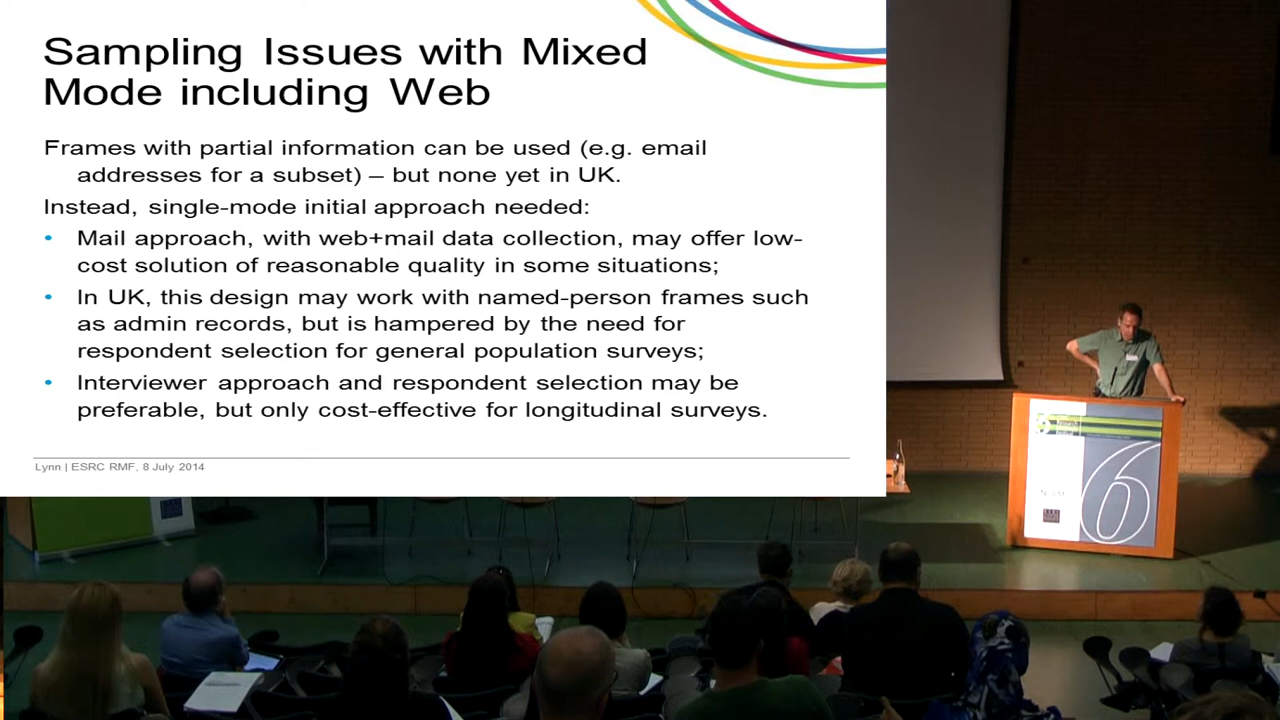 Sampling Issues with Mixed
Mode including Web
Frames with partial information can be used (e.g. email
addresses for a subset) – but none yet in UK.
Instead, single-mode initial approach needed:
• Mail approach, with web+mail data collection, may offer low-
cost solution of reasonable quality in some situations;
• In UK, this design may work with named-person frames such
as admin records, but is hampered by the need for
respondent selection for general population surveys;
• Interviewer approach and respondent selection may be
preferable, but only cost-effective for longitudinal surveys.
Lynn | ESRC RMF, 8 July 2014
6